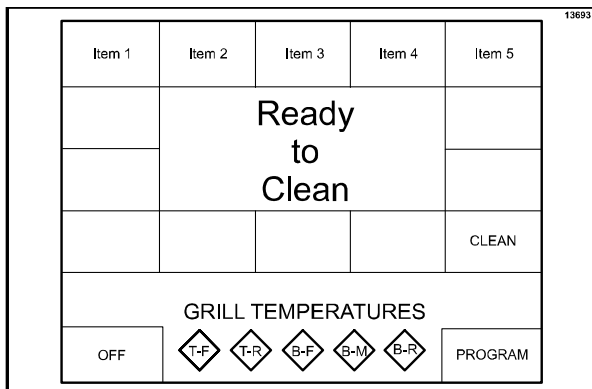 13693
Item 1 Item 2 Item 3 Item 4 Item 5
Ready
to
Clean
CLEAN
GRILL TEMPERATURES
OFF T-F T-R B-F B-M B-R PROGRAM